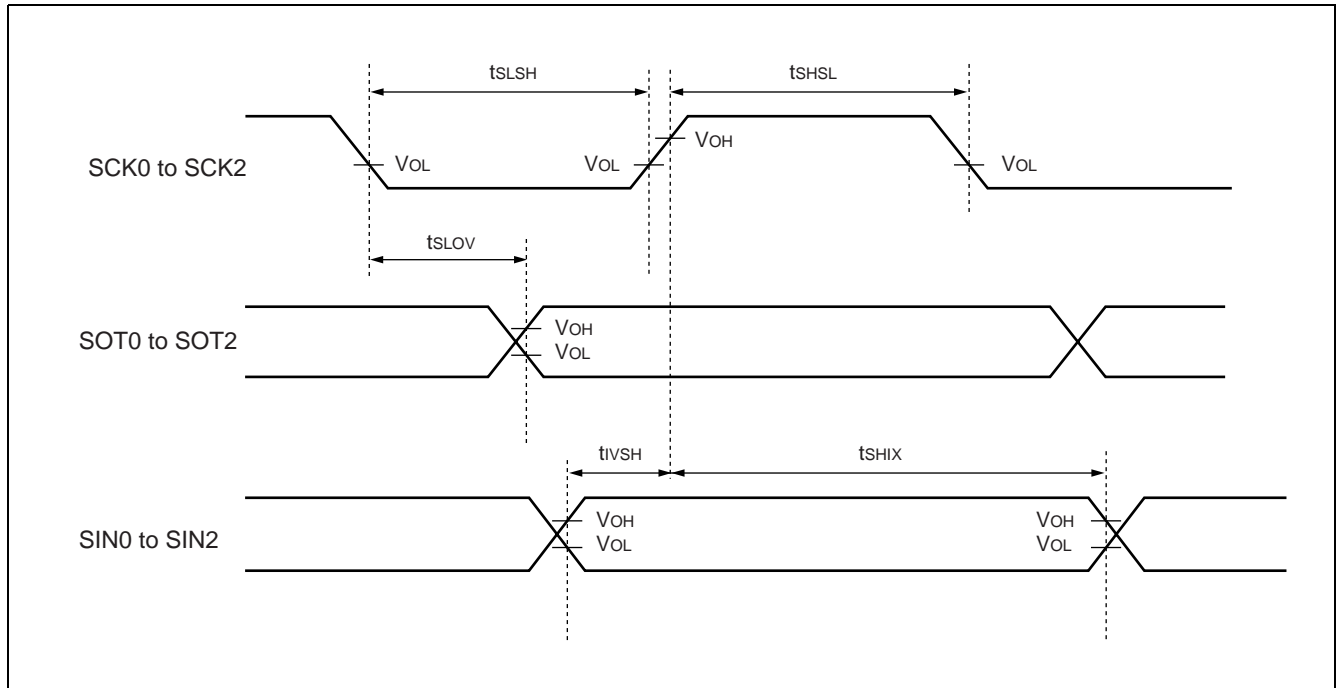 tSLSH
tSHSL
VOH
SCK0 to SCK2
VOL
VOL
VOL
tSLOV
VOH
SOT0 to SOT2
VOL
tIVSH
tSHIX
VOH
VOH
SIN0 to SIN2
VOL
VOL